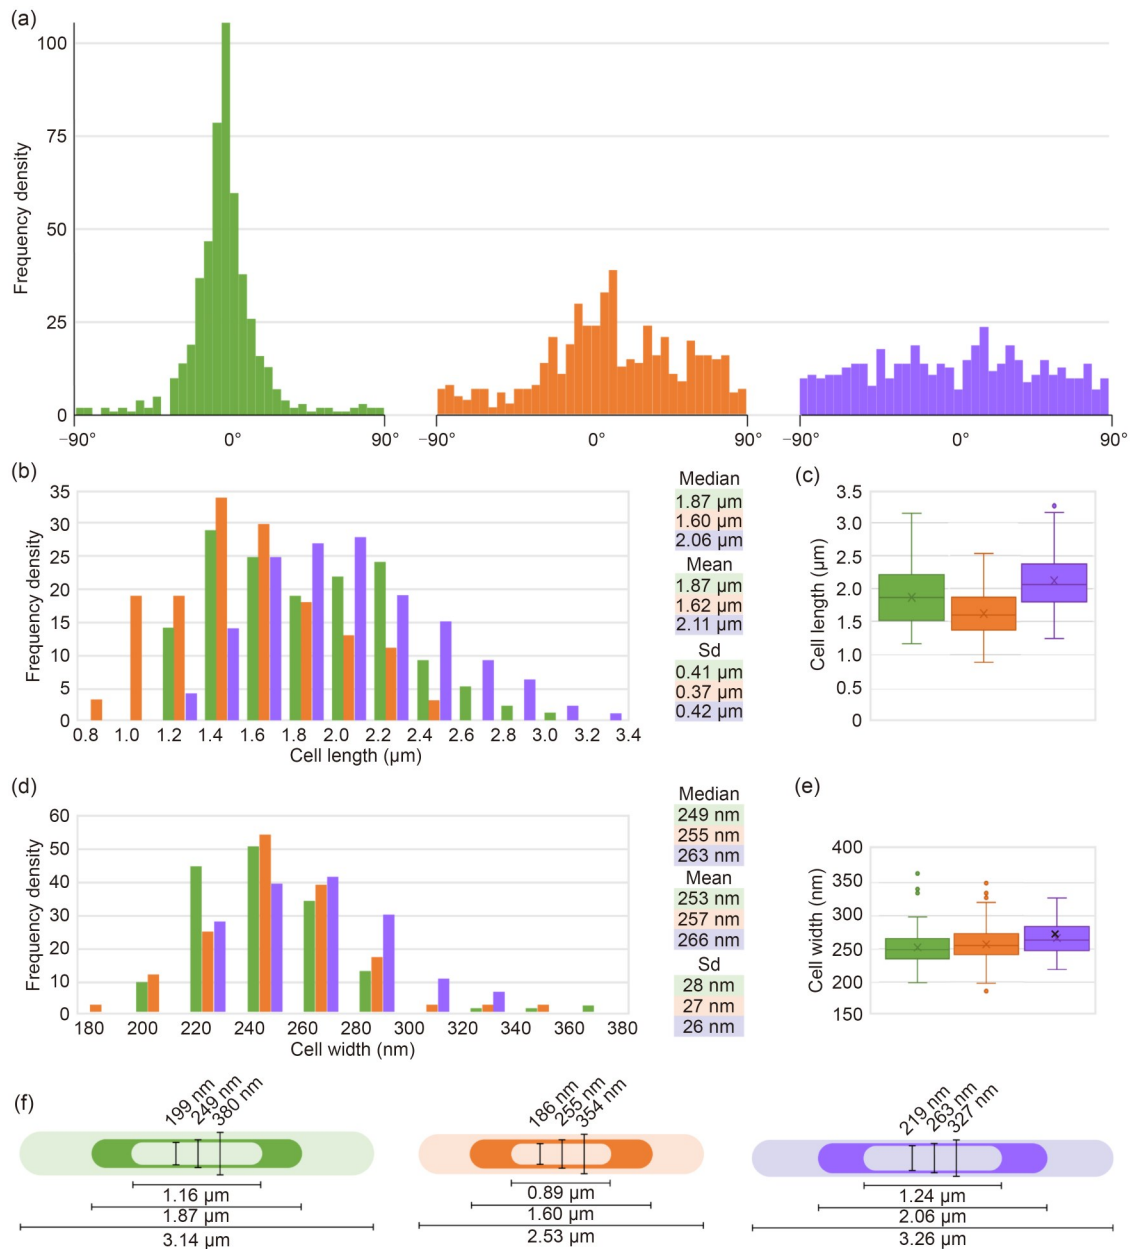 (a)
100
75
50
25
0
Frequency density
−90° 0° 90° −90° 0° 90° −90° 0° 90°
(b)
35
30
25
20
15
10
5
0
Frequency density
0.8 1.0 1.2 1.4 1.6 1.8 2.0 2.2 2.4 2.6 2.8 3.0 3.2 3.4
Cell length (μm)
Median
1.87 μm
1.60 μm
2.06 μm
Mean
1.87 μm
1.62 μm
2.11 μm
Sd
0.41 μm
0.37 μm
0.42 μm
(c)
3.5
3.0
2.5
2.0
1.5
1.0
0.5
0
Cell length (μm)
(d)
60
50
40
30
20
10
0
Frequency density
180 200 220 240 260 280 300 320 340 360 380
Cell width (nm)
Median
249 nm
255 nm
263 nm
Mean
253 nm
257 nm
266 nm
Sd
28 nm
27 nm
26 nm
(e)
400
350
300
250
200
150
Cell width (nm)
(f)
199 nm
249 nm
380 nm
1.16 μm
1.87 μm
3.14 μm
186 nm
255 nm
354 nm
0.89 μm
1.60 μm
2.53 μm
219 nm
263 nm
327 nm
1.24 μm
2.06 μm
3.26 μm